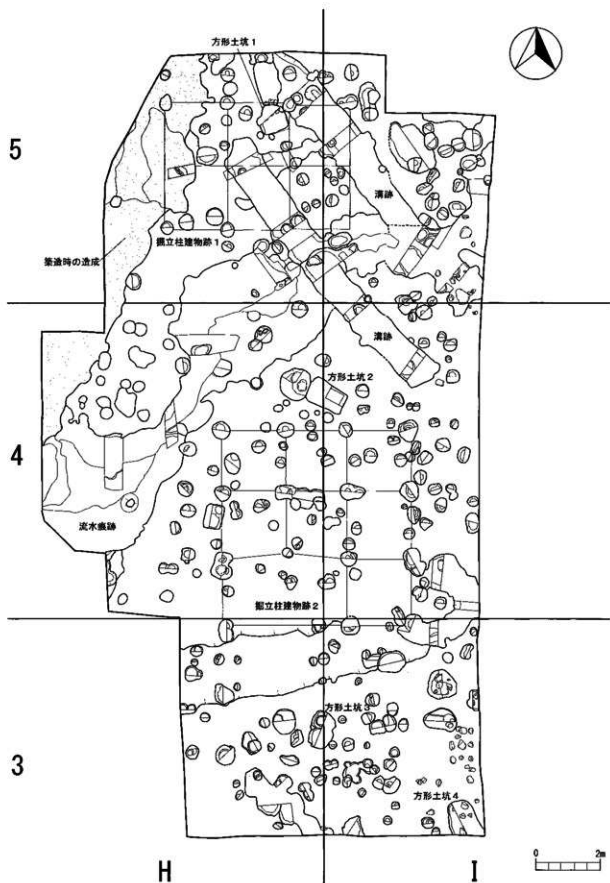 方形土坑1
5
溝跡
掘立柱建物跡1
築造時の造成
溝跡
方形土坑2
4
流水痕跡
掘立柱建物跡2
方形土坑3
3
方形土坑4
0 2m
H I